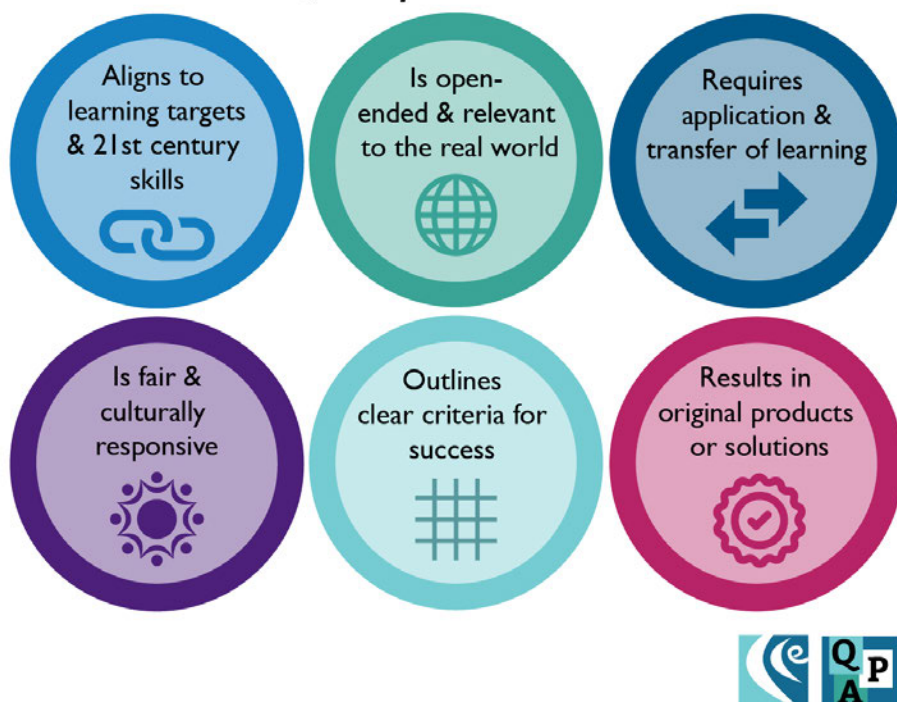 Aligns to
learning targets
& 21st century
skills
Is open-
ended & relevant
to the real world
Requires
application &
transfer of learning
Is fair &
culturally
responsive
Outlines
clear criteria for
success
Results in
original products
or solutions
e
Q
P
A